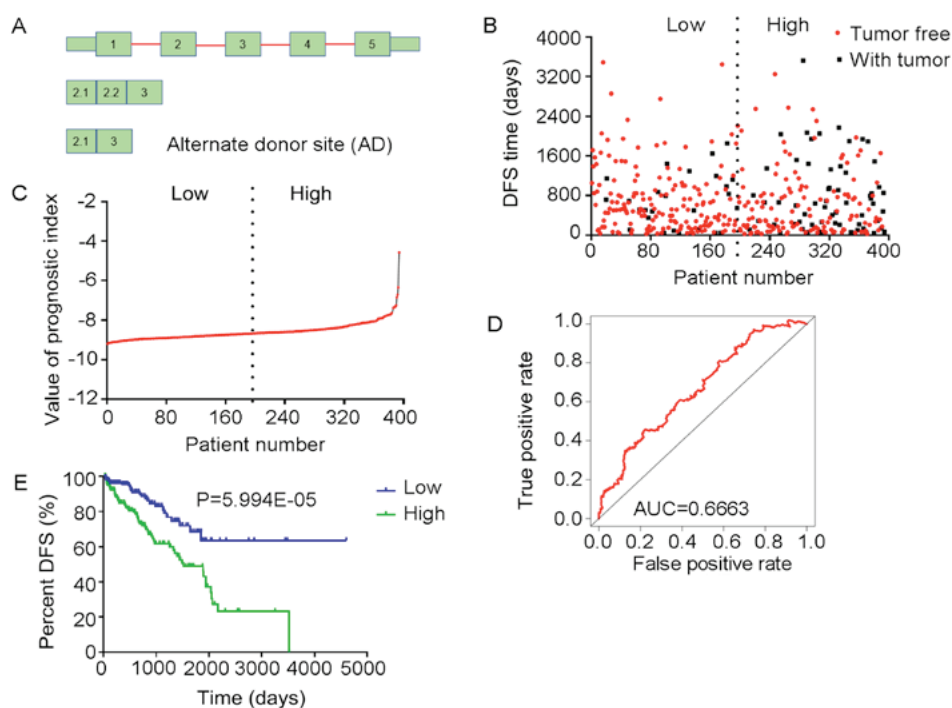 A
1 2 3 4 5
2.1 2.2 3
2.1 3
Alternate donor site (AD)
B
Low High
Tumor free
With tumor
4000
3200
2400
1600
800
0
DFS time (days)
0 80 160 240 320 400
Patient number
C
Low High
-2
-4
-6
-8
-10
-12
Value of prognostic index
0 80 160 240 320 400
Patient number
D
1.0
0.8
0.6
0.4
0.2
0.0
True positive rate
AUC=0.6663
0.0 0.2 0.4 0.6 0.8 1.0
False positive rate
E
100
80
60
40
20
0
Percent DFS (%)
P=5.994E-05
Low
High
0 1000 2000 3000 4000 5000
Time (days)